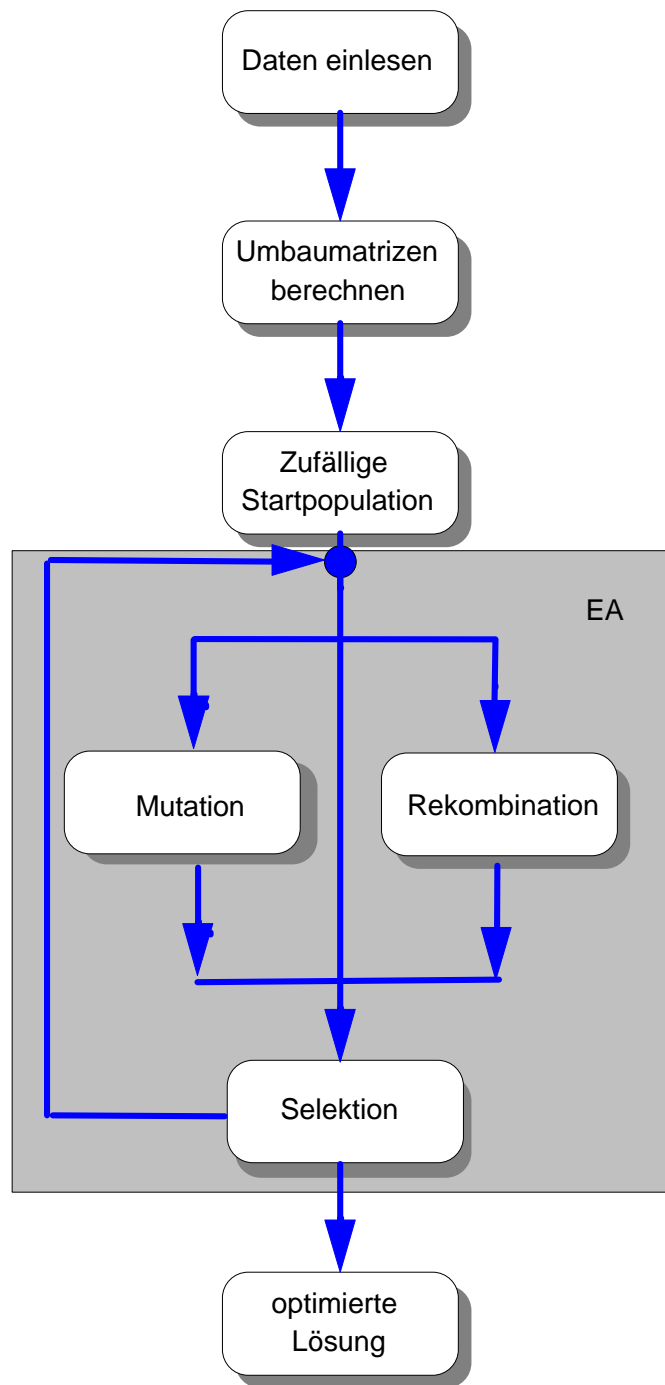 Daten einlesen
Umbaumatrizen
berechnen
Zufällige
Startpopulation
EA
Mutation
Rekombination
Selektion
optimierte
Lösung